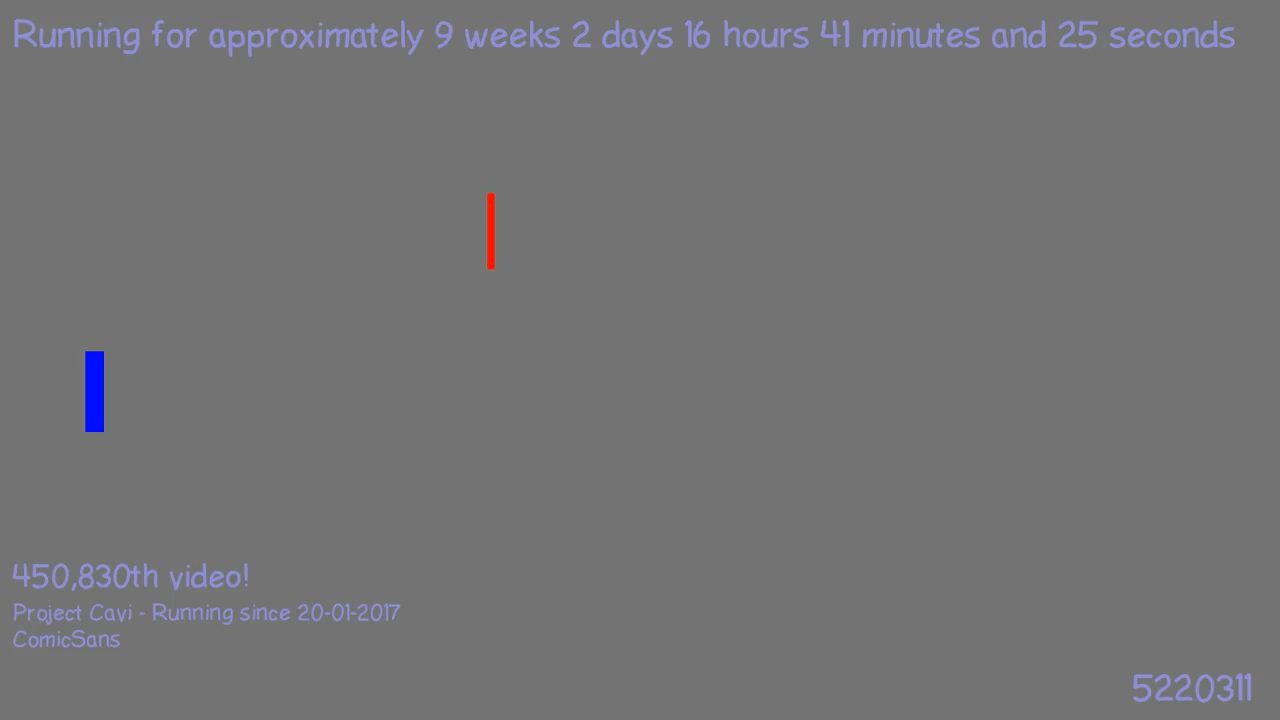 Running for approximately 9 weeks 2 days 16 hours 41 minutes and 25 seconds
450,830th video!
Project Cavi - Running since 20-01-2017
ComicSans
5220311